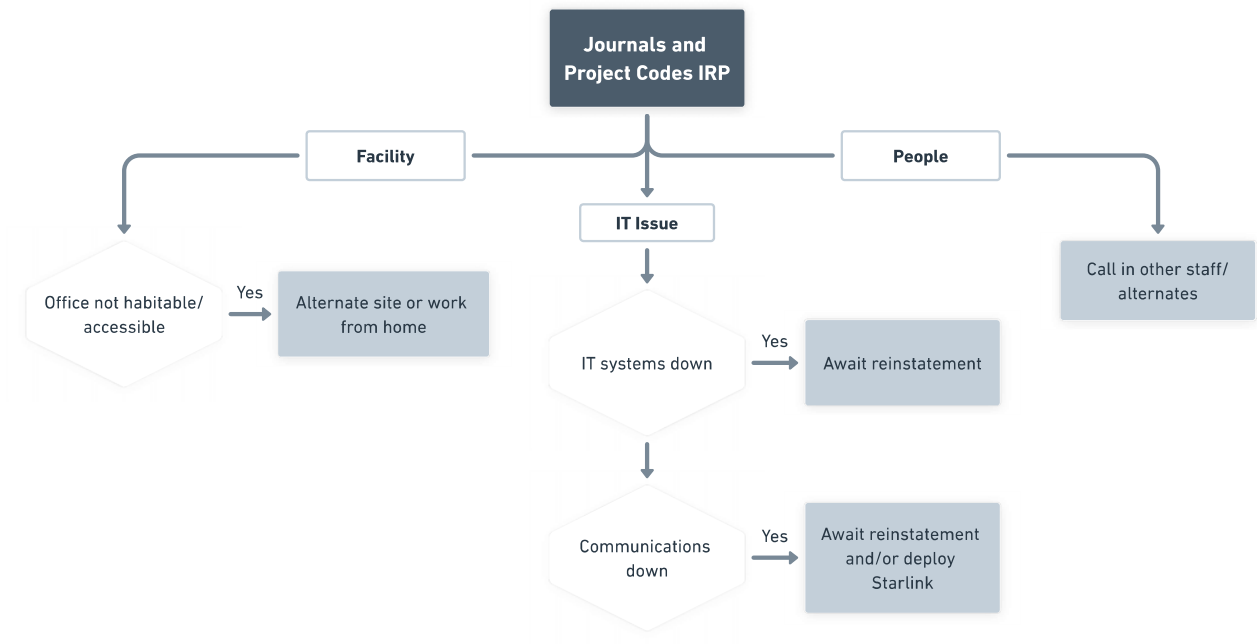 Journals and
Project Codes IRP
Facility
People
IT Issue
Office not habitable/
accessible
Yes
Alternate site or work
from home
Call in other staff/
alternates
IT systems down
Yes
Await reinstatement
Communications
down
Yes
Await reinstatement
and/or deploy
Starlink